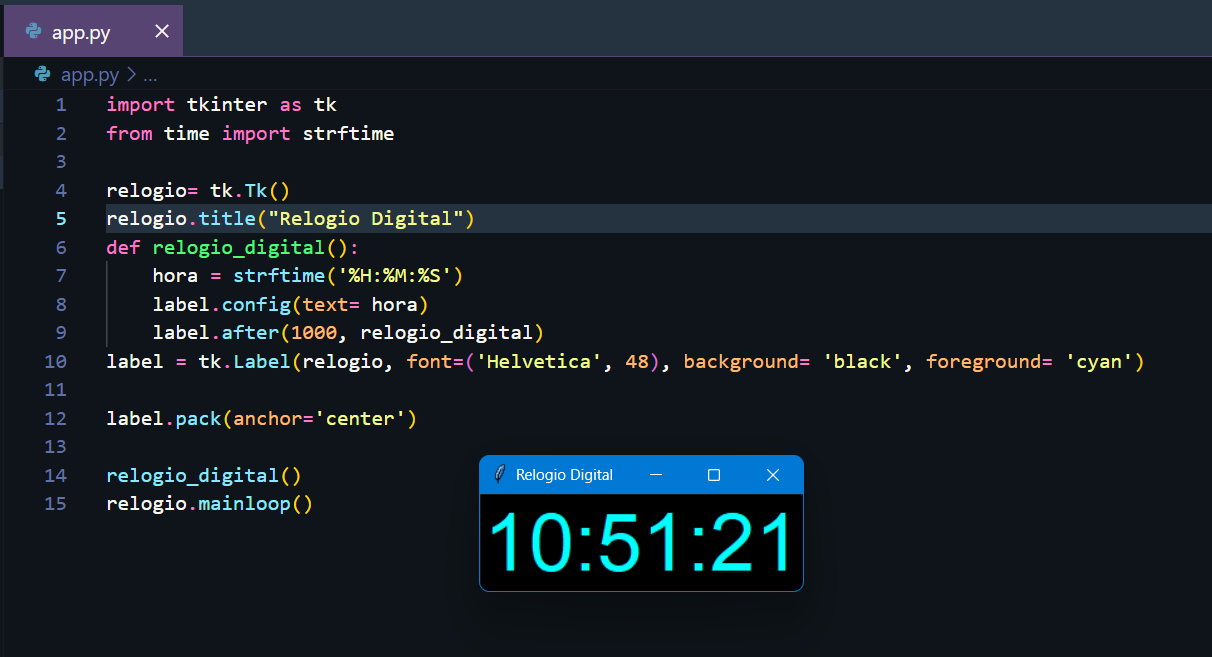 app.py
app.py > ...
1 import tkinter as tk
2 from time import strftime
3
4 relogio= tk.Tk()
5 relogio.title("Relogio Digital")
6 def relogio_digital():
7     hora = strftime('%H:%M:%S')
8     label.config(text= hora)
9     label.after(1000, relogio_digital)
10 label = tk.Label(relogio, font=('Helvetica', 48), background= 'black', foreground= 'cyan')
11
12 label.pack(anchor='center')
13
14 relogio_digital()
15 relogio.mainloop()
Relogio Digital
10:51:21